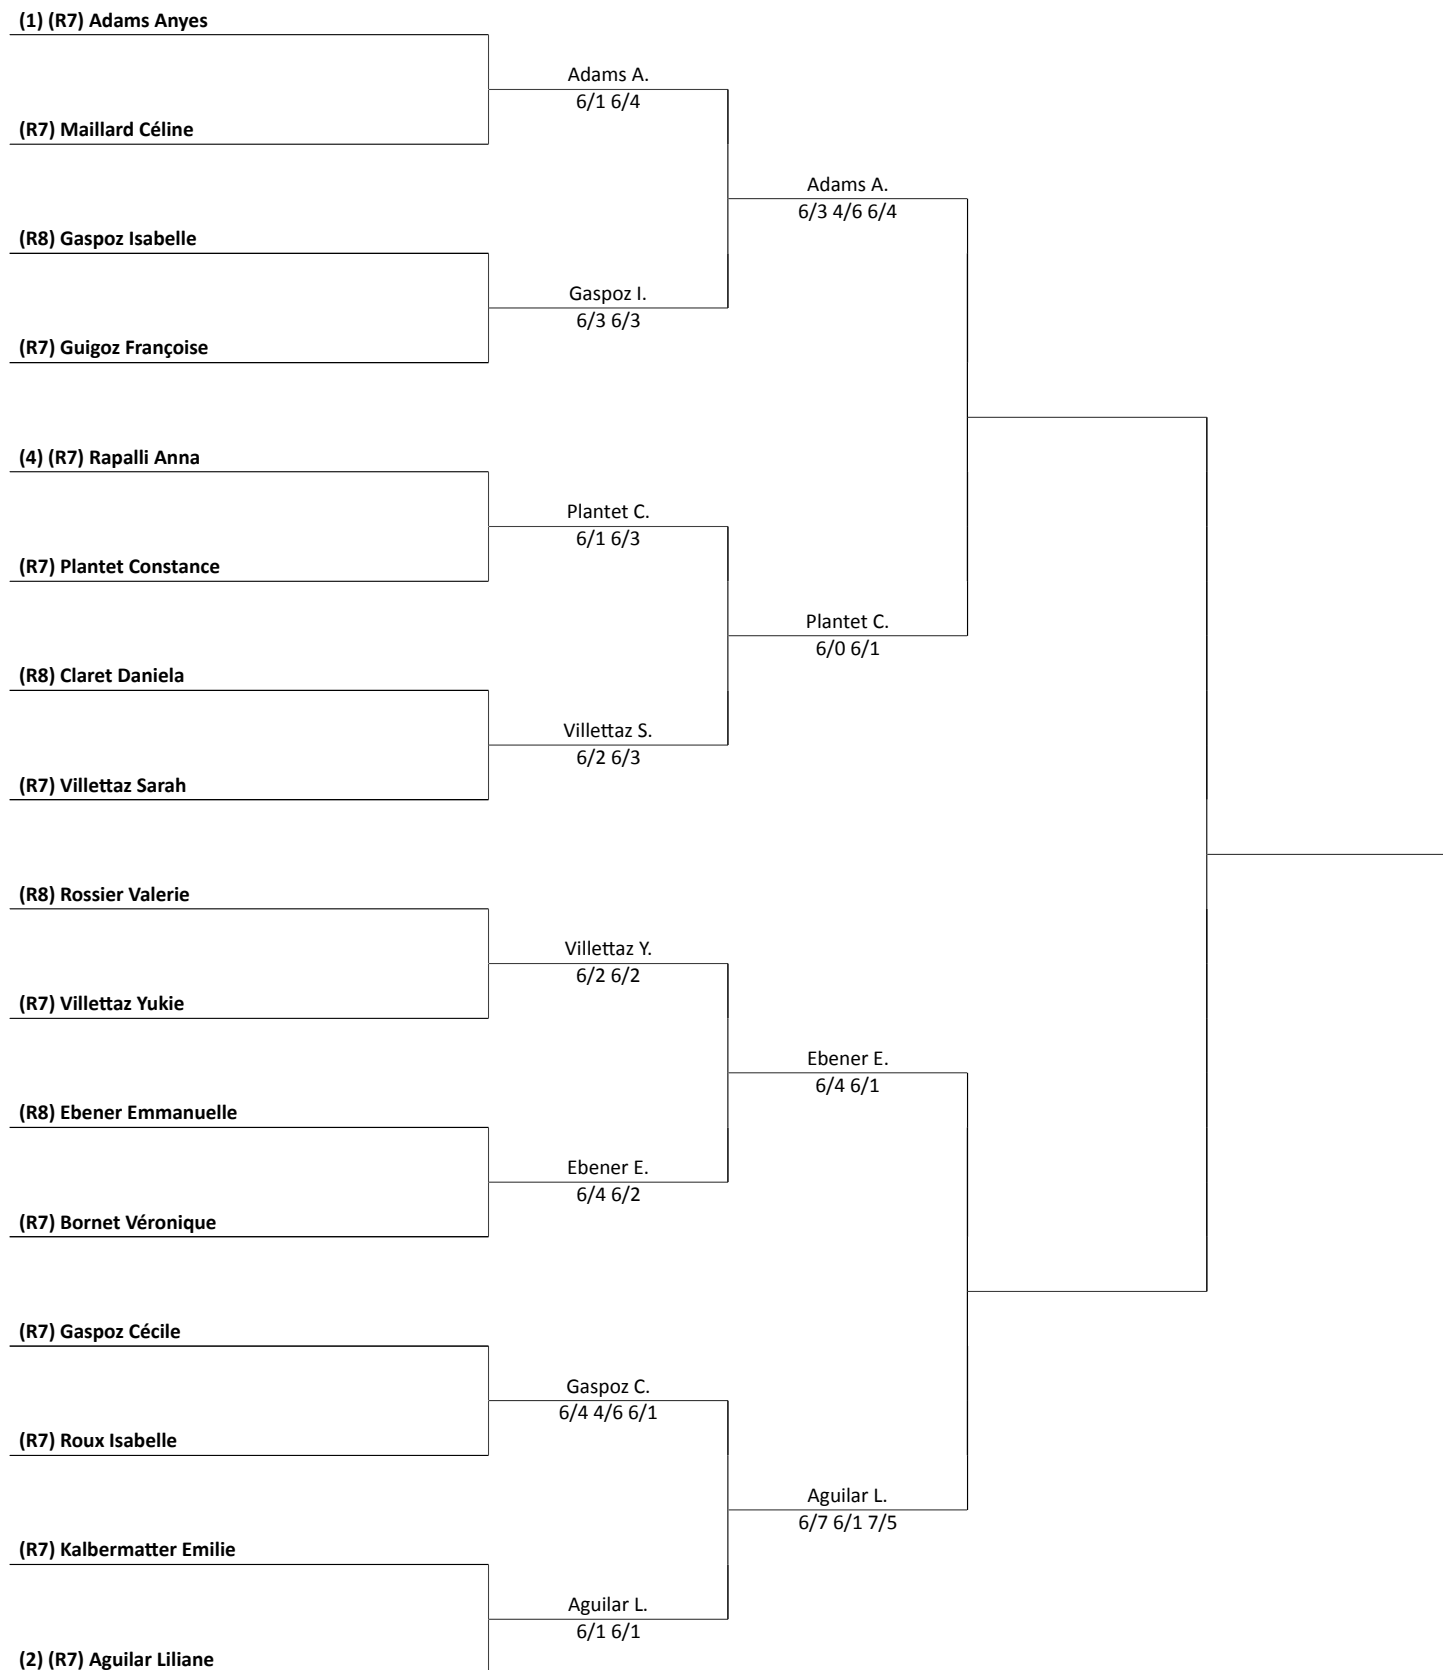 (1) (R7) Adams Anyes
Adams A.
6/1 6/4
(R7) Maillard Céline
Adams A.
6/3 4/6 6/4
(R8) Gaspoz Isabelle
Gaspoz I.
6/3 6/3
(R7) Guigoz Françoise
(4) (R7) Rapalli Anna
Plantet C.
6/1 6/3
(R7) Plantet Constance
Plantet C.
6/0 6/1
(R8) Claret Daniela
Villettaz S.
6/2 6/3
(R7) Villettaz Sarah
(R8) Rossier Valerie
Villettaz Y.
6/2 6/2
(R7) Villettaz Yukie
Ebener E.
6/4 6/1
(R8) Ebener Emmanuelle
Ebener E.
6/4 6/2
(R7) Bornet Véronique
(R7) Gaspoz Cécile
Gaspoz C.
6/4 4/6 6/1
(R7) Roux Isabelle
Aguilar L.
6/7 6/1 7/5
(R7) Kalbermatter Emilie
Aguilar L.
6/1 6/1
(2) (R7) Aguilar Liliane